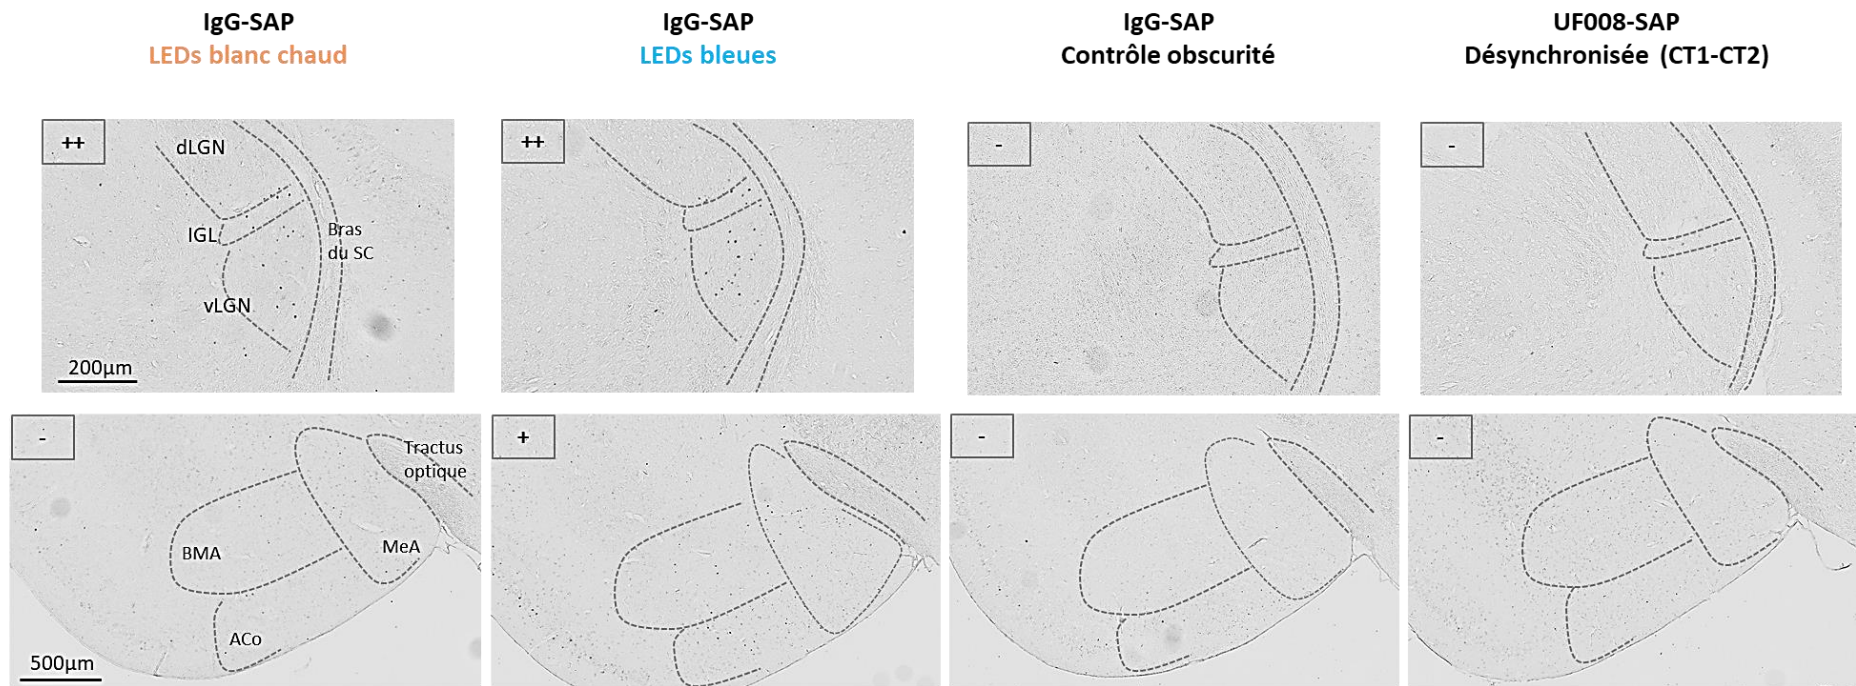 IgG-SAP
LEDs blanc chaud
IgG-SAP
LEDs bleues
IgG-SAP
Contrôle obscurité
UF008-SAP
Désynchronisée (CT1-CT2)
++
dLGN
IGL
Bras
du SC
vLGN
200µm
++
-
-
-
Tractus
optique
BMA
MeA
ACo
500µm
+
-
-